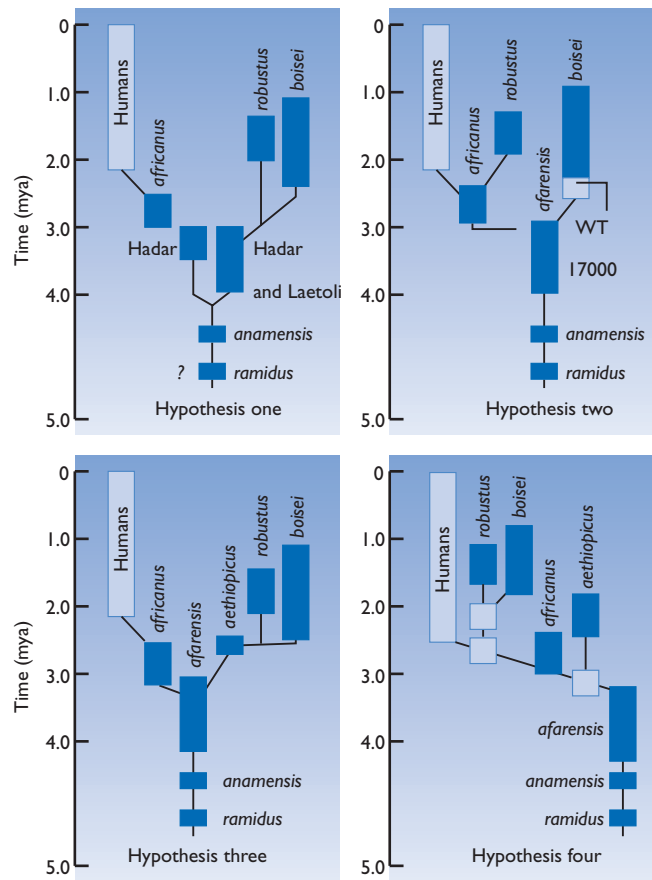 Time (mya)
0
1.0
2.0
3.0
4.0
5.0
Humans
africanus
robustus
boisei
Hadar
Hadar
and Laetoli
anamensis
? ramidus
Hypothesis one
0
1.0
2.0
3.0
4.0
5.0
Humans
africanus
robustus
afarensis
boisei
WT
17000
anamensis
ramidus
Hypothesis two
Time (mya)
0
1.0
2.0
3.0
4.0
5.0
Humans
africanus
afarensis
aethiopicus
robustus
boisei
anamensis
ramidus
Hypothesis three
0
1.0
2.0
3.0
4.0
5.0
Humans
robustus
boisei
africanus
aethiopicus
afarensis
anamensis
ramidus
Hypothesis four